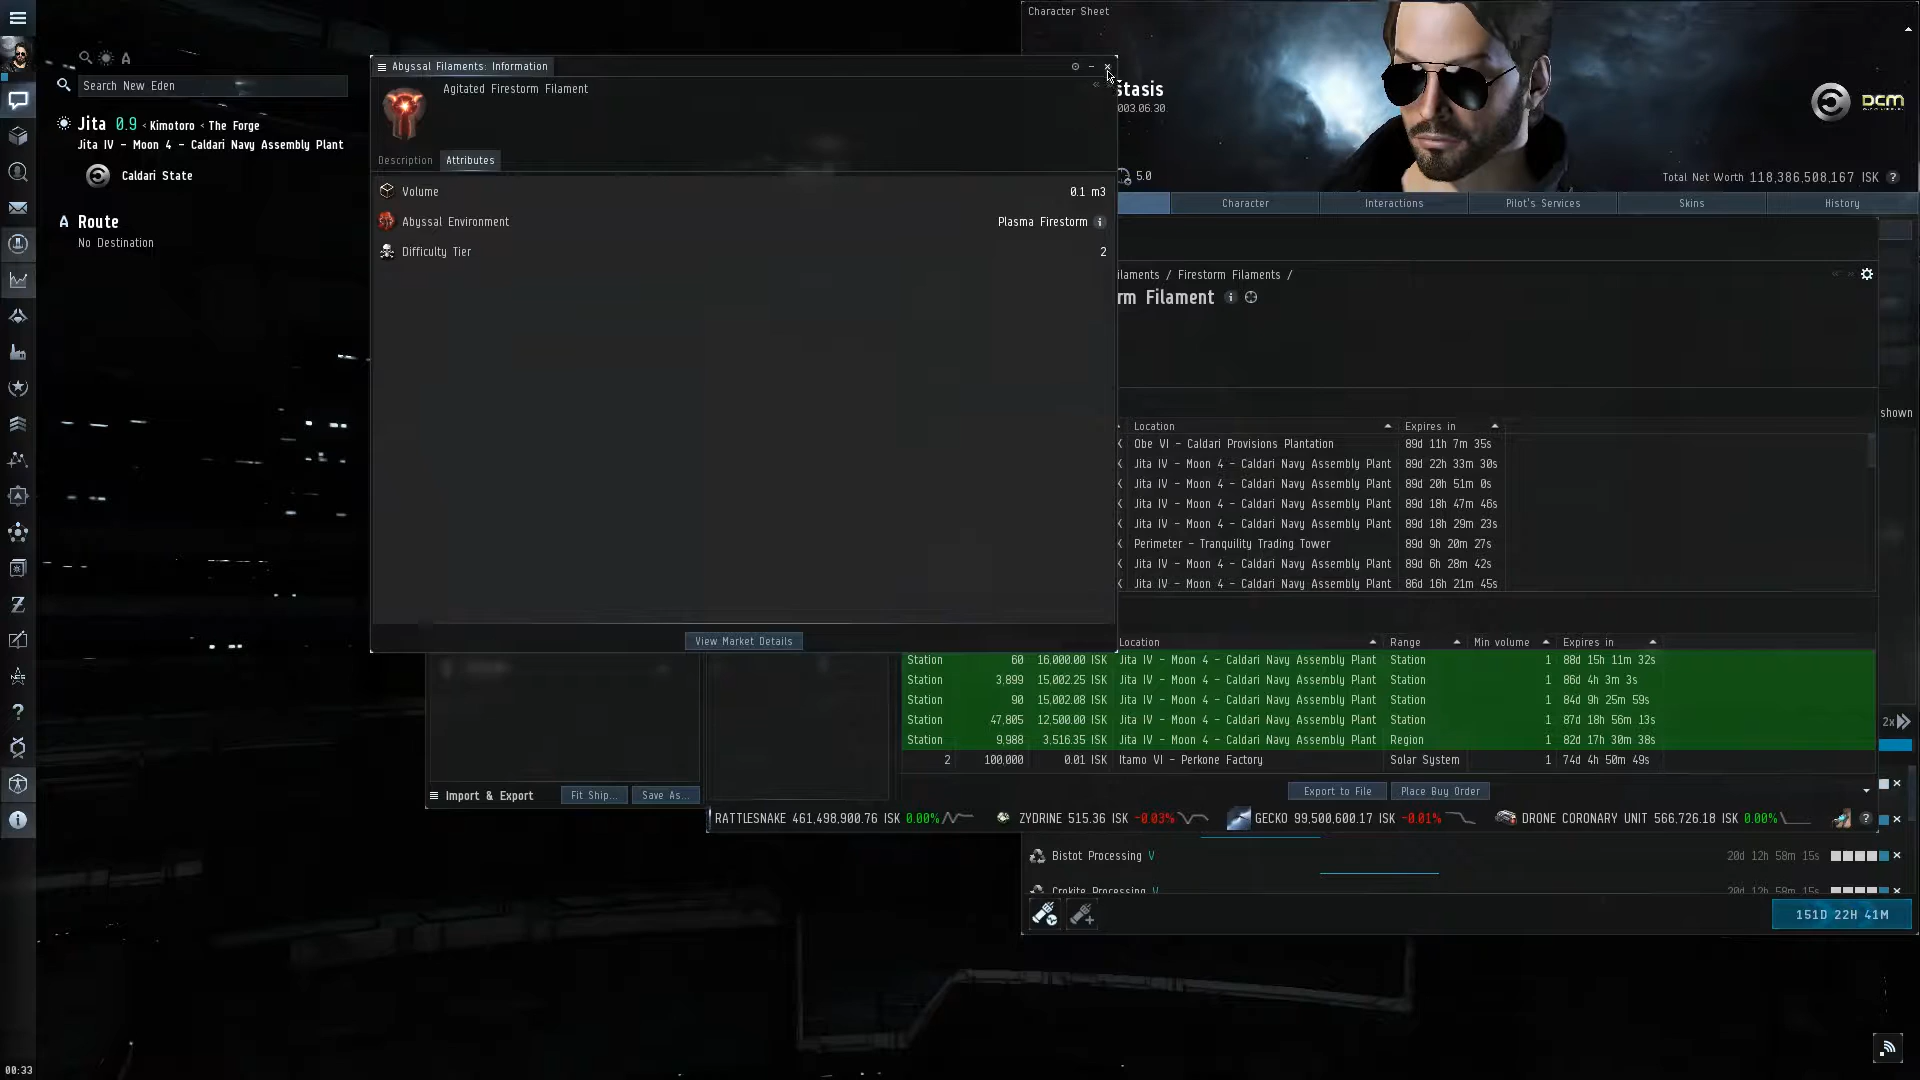 Character Sheet
Abyssal Filaments: Information
Agitated Firestorm Filament
A
Search New Eden
Jita 0.9 < Kimotoro < The Forge
Jita IV - Moon 4 - Caldari Navy Assembly Plant
Caldari State
A Route
No Destination
Description Attributes
Volume 0.1 m3
Abyssal Environment Plasma Firestorm
Difficulty Tier 2
View Market Details
stasis
003.06.30.
DCM
5.0
Total Net Worth 118,386,508,167 ISK ?
Character Interactions Pilot's Services Skins History
ilaments / Firestorm Filaments /
rm Filament
shown
Location Expires in
Obe VI - Caldari Provisions Plantation 89d 11h 7m 35s
Jita IV - Moon 4 - Caldari Navy Assembly Plant 89d 22h 33m 30s
Jita IV - Moon 4 - Caldari Navy Assembly Plant 89d 20h 51m 0s
Jita IV - Moon 4 - Caldari Navy Assembly Plant 89d 18h 47m 46s
Jita IV - Moon 4 - Caldari Navy Assembly Plant 89d 18h 29m 23s
Perimeter - Tranquility Trading Tower 89d 9h 20m 27s
Jita IV - Moon 4 - Caldari Navy Assembly Plant 89d 6h 28m 42s
Jita IV - Moon 4 - Caldari Navy Assembly Plant 86d 16h 21m 45s
Location Range Min volume Expires in
Station 60 16,000.00 ISK Jita IV - Moon 4 - Caldari Navy Assembly Plant Station 1 88d 15h 11m 32s
Station 3,899 15,002.25 ISK Jita IV - Moon 4 - Caldari Navy Assembly Plant Station 1 86d 4h 3m 3s
Station 90 15,002.08 ISK Jita IV - Moon 4 - Caldari Navy Assembly Plant Station 1 84d 9h 25m 59s
Station 47,805 12,500.00 ISK Jita IV - Moon 4 - Caldari Navy Assembly Plant Station 1 87d 18h 56m 13s
Station 9,988 3,516.35 ISK Jita IV - Moon 4 - Caldari Navy Assembly Plant Region 1 82d 17h 30m 38s
2 100,000 0.01 ISK Itamo VI - Perkone Factory Solar System 1 74d 4h 50m 49s
2x
Import & Export Fit Ship... Save As...
Export to File Place Buy Order
RATTLESNAKE 461,498,900.76 ISK 0.00% ZYDRINE 515.36 ISK -0.03% GECKO 99,500,600.17 ISK -0.01% DRONE CORONARY UNIT 566,726.18 ISK 0.00% ?
Bistot Processing V 20d 12h 58m 15s
Crokite Processing V 20d 12h 58m 15s
151D 22H 41M
00:33